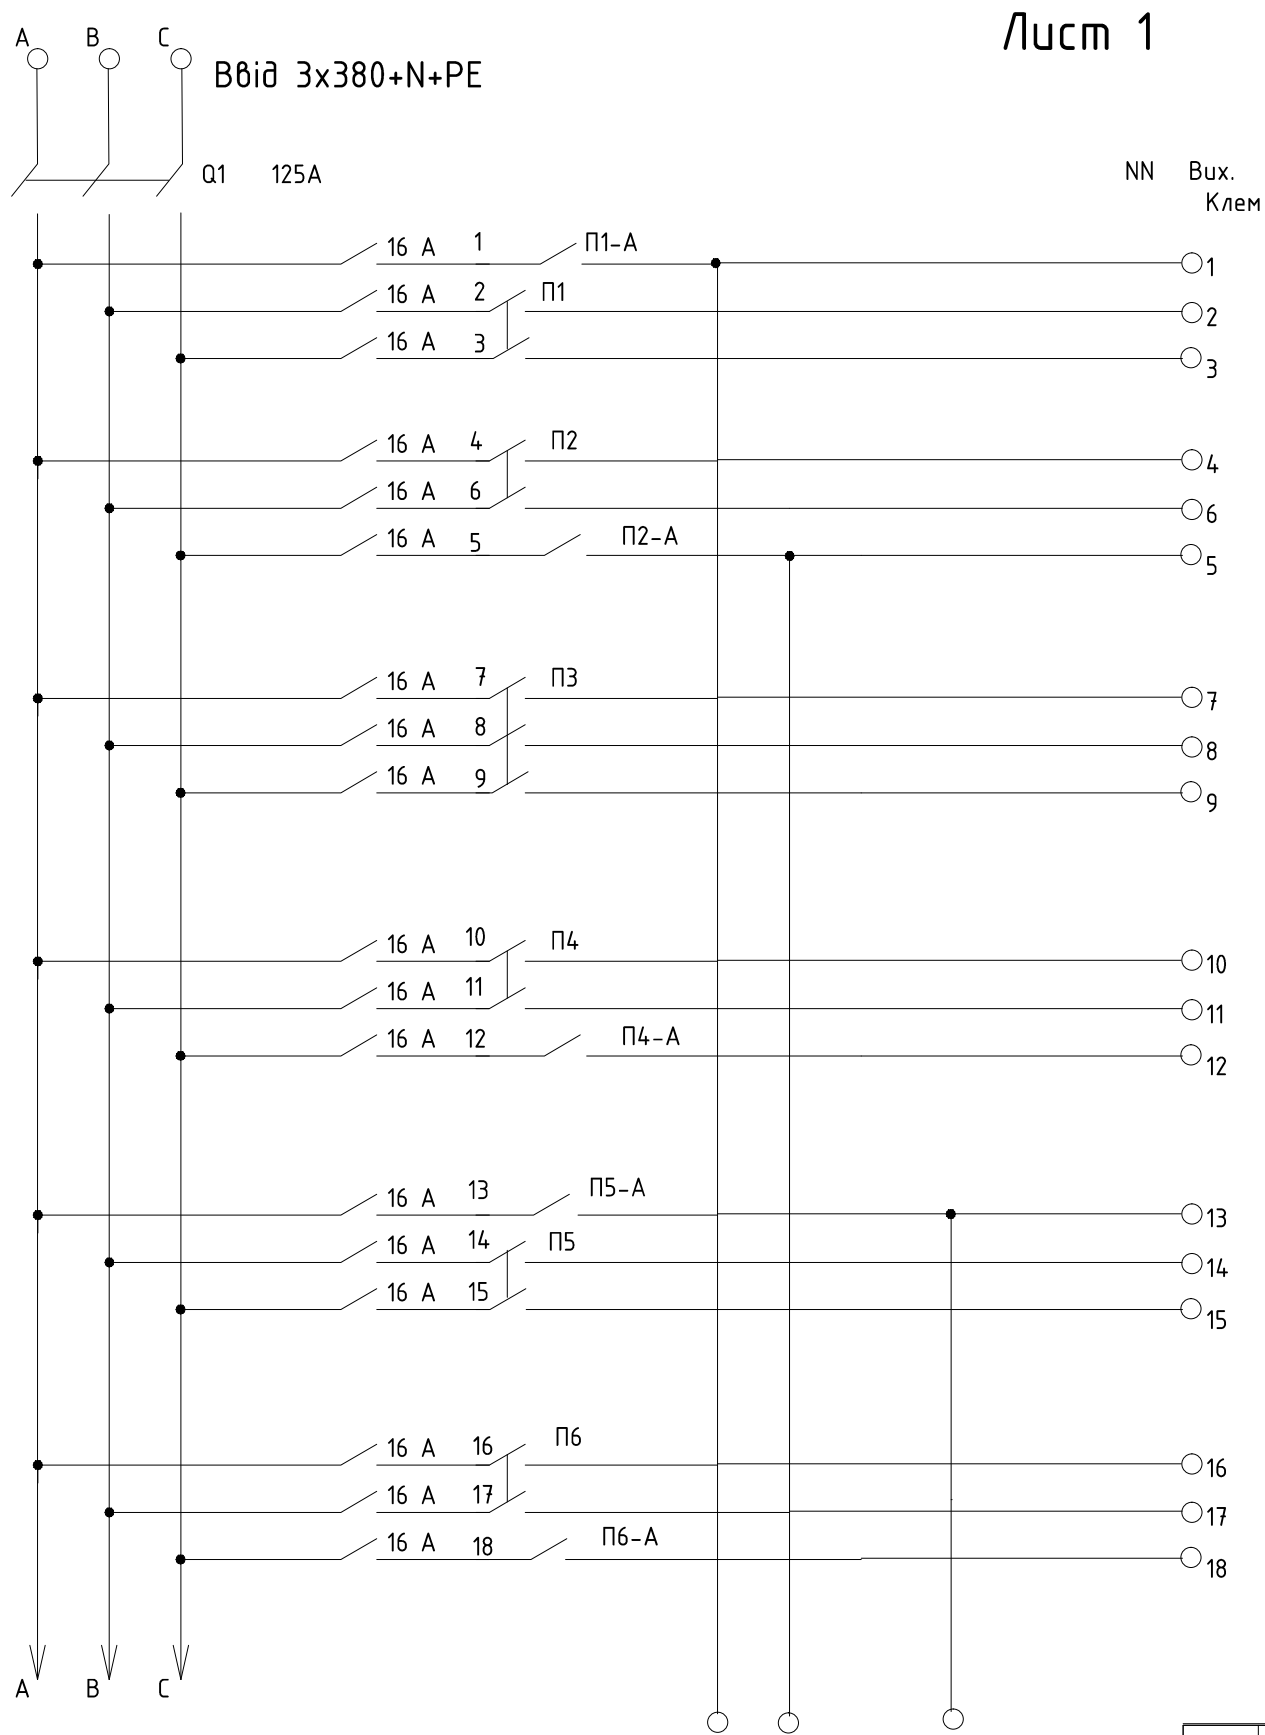 Лист 1
A B C
Ввід 3x380+N+PE
Q1 125A
NN Вих.
Клем
16 A 1 П1-А 1
16 A 2 П1 2
16 A 3 3
16 A 4 П2 4
16 A 6 6
16 A 5 П2-А 5
16 A 7 П3 7
16 A 8 8
16 A 9 9
16 A 10 П4 10
16 A 11 11
16 A 12 П4-А 12
16 A 13 П5-А 13
16 A 14 П5 14
16 A 15 15
16 A 16 П6 16
16 A 17 17
16 A 18 П6-А 18
A B C